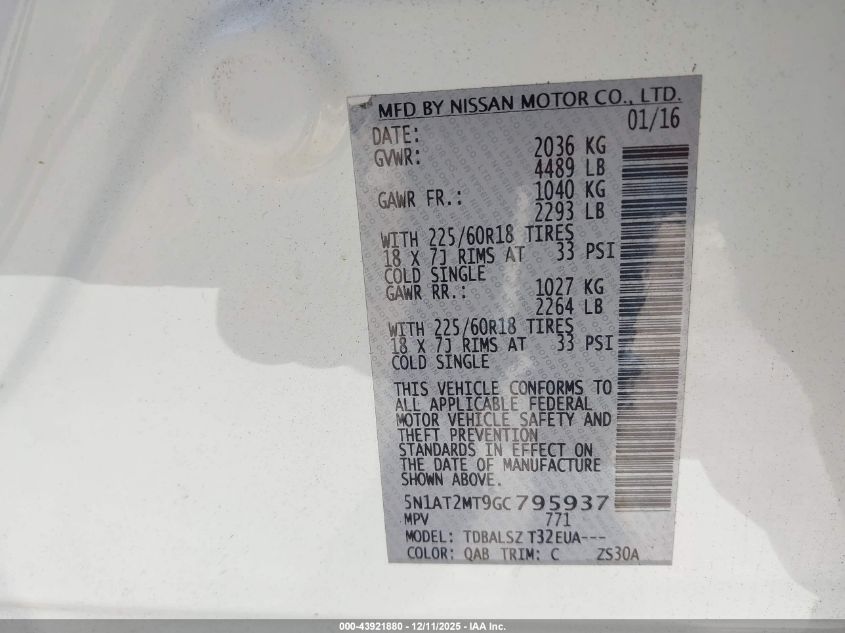 MFD BY NISSAN MOTOR CO., LTD.
DATE: 01/16
GVWR: 2036 KG
4489 LB
GAWR FR.: 1040 KG
2293 LB
WITH 225/60R18 TIRES
18 X 7J RIMS AT 33 PSI
COLD SINGLE
GAWR RR.: 1027 KG
2264 LB
WITH 225/60R18 TIRES
18 X 7J RIMS AT 33 PSI
COLD SINGLE
THIS VEHICLE CONFORMS TO
ALL APPLICABLE FEDERAL
MOTOR VEHICLE SAFETY AND
THEFT PREVENTION
STANDARDS IN EFFECT ON
THE DATE OF MANUFACTURE
SHOWN ABOVE.
5N1AT2MT9GC795937
MPV 771
MODEL: TDBALSZ T32EUA---
COLOR: QAB TRIM: C ZS30A
000-43921880 - 12/11/2025 - IAA Inc.